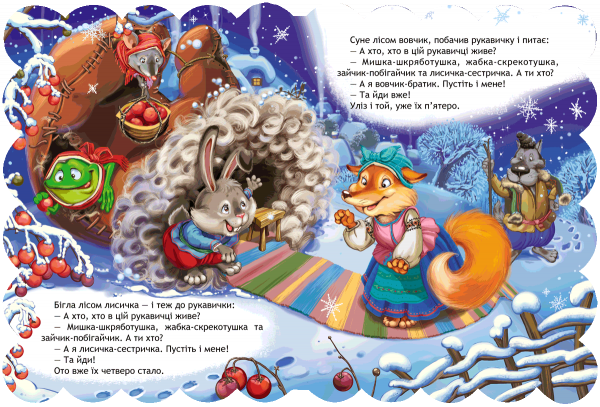 Суне лісом вовчик, побачив рукавичку і питає:
— А хто, хто в цій рукавичці живе?
— Мишка-шкряботушка, жабка-скрекотушка,
зайчик-побігайчик та лисичка-сестричка. А ти хто?
— А я вовчик-братик. Пустіть і мене!
— Та йди вже!
Уліз і той, уже їх п’ятеро.
Бігла лісом лисичка — і теж до рукавички:
— А хто, хто в цій рукавичці живе?
— Мишка-шкряботушка, жабка-скрекотушка та
зайчик-побігайчик. А ти хто?
— А я лисичка-сестричка. Пустіть і мене!
— Та йди!
Ото вже їх четверо стало.